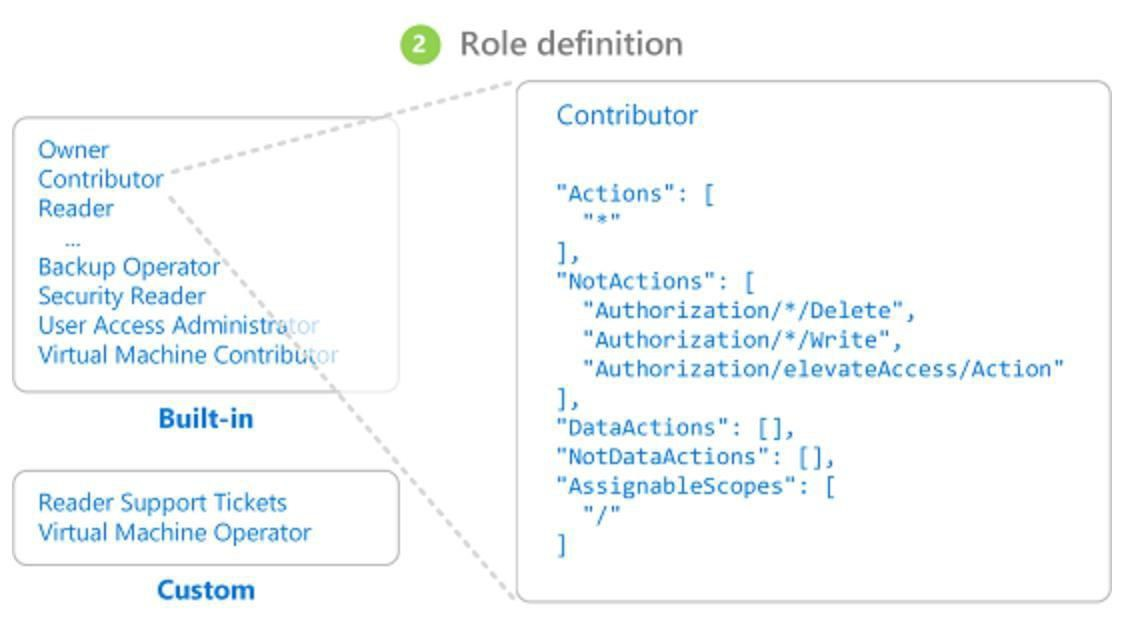 2 Role definition
Owner
Contributor
Reader
...
Backup Operator
Security Reader
User Access Administrator
Virtual Machine Contributor
Built-in
Reader Support Tickets
Virtual Machine Operator
Custom
Contributor
"Actions": [
"*"
],
"NotActions": [
"Authorization/*/Delete",
"Authorization/*/Write",
"Authorization/elevateAccess/Action"
],
"DataActions": [],
"NotDataActions": [],
"AssignableScopes": [
"/"
]